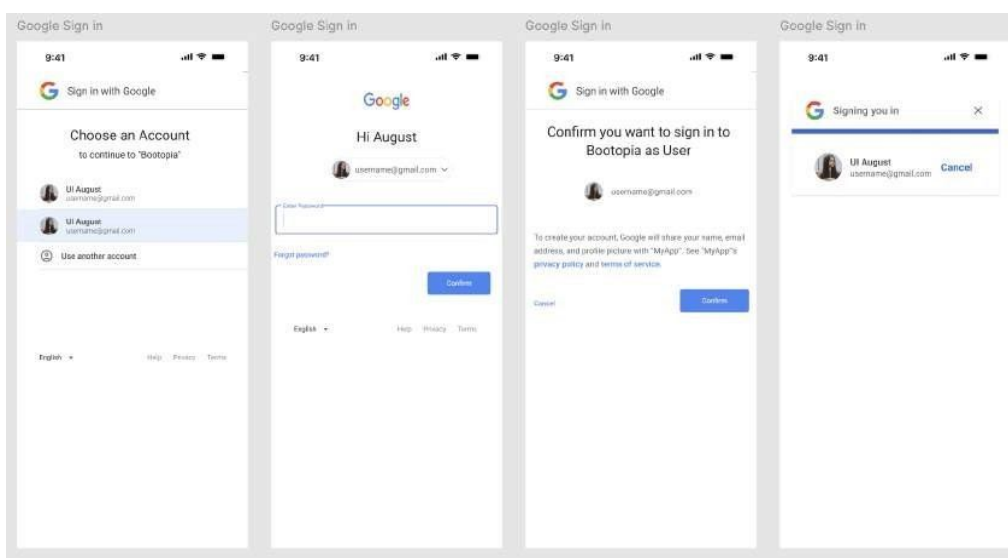 Google Sign in
9:41
Sign in with Google
Choose an Account
to continue to "Bootopia"
UI August
username@gmail.com
UI August
username@gmail.com
Use another account
English
Help Privacy Terms
Google Sign in
9:41
Google
Hi August
username@gmail.com
Enter Password
Forgot password?
Confirm
English
Help Privacy Terms
Google Sign in
9:41
Sign in with Google
Confirm you want to sign in to
Bootopia as User
username@gmail.com
To create your account, Google will share your name, email
address, and profile picture with "MyApp". See "MyApp"s
privacy policy and terms of service.
Cancel
Confirm
Google Sign in
9:41
Signing you in
UI August
username@gmail.com
Cancel